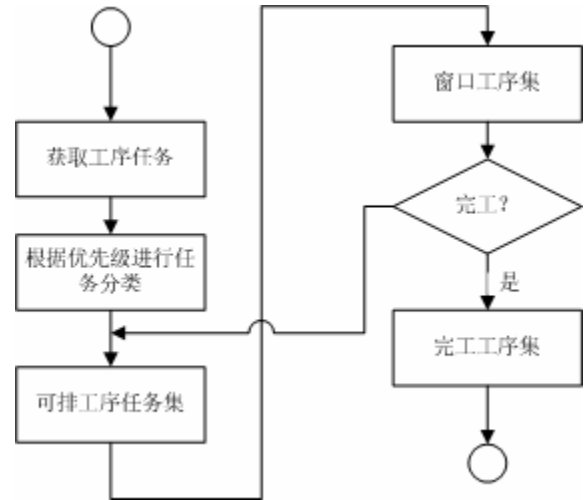 获取工序任务
根据优先级进行任
务分类
可排工序任务集
窗口工序集
完工?
是
完工工序集